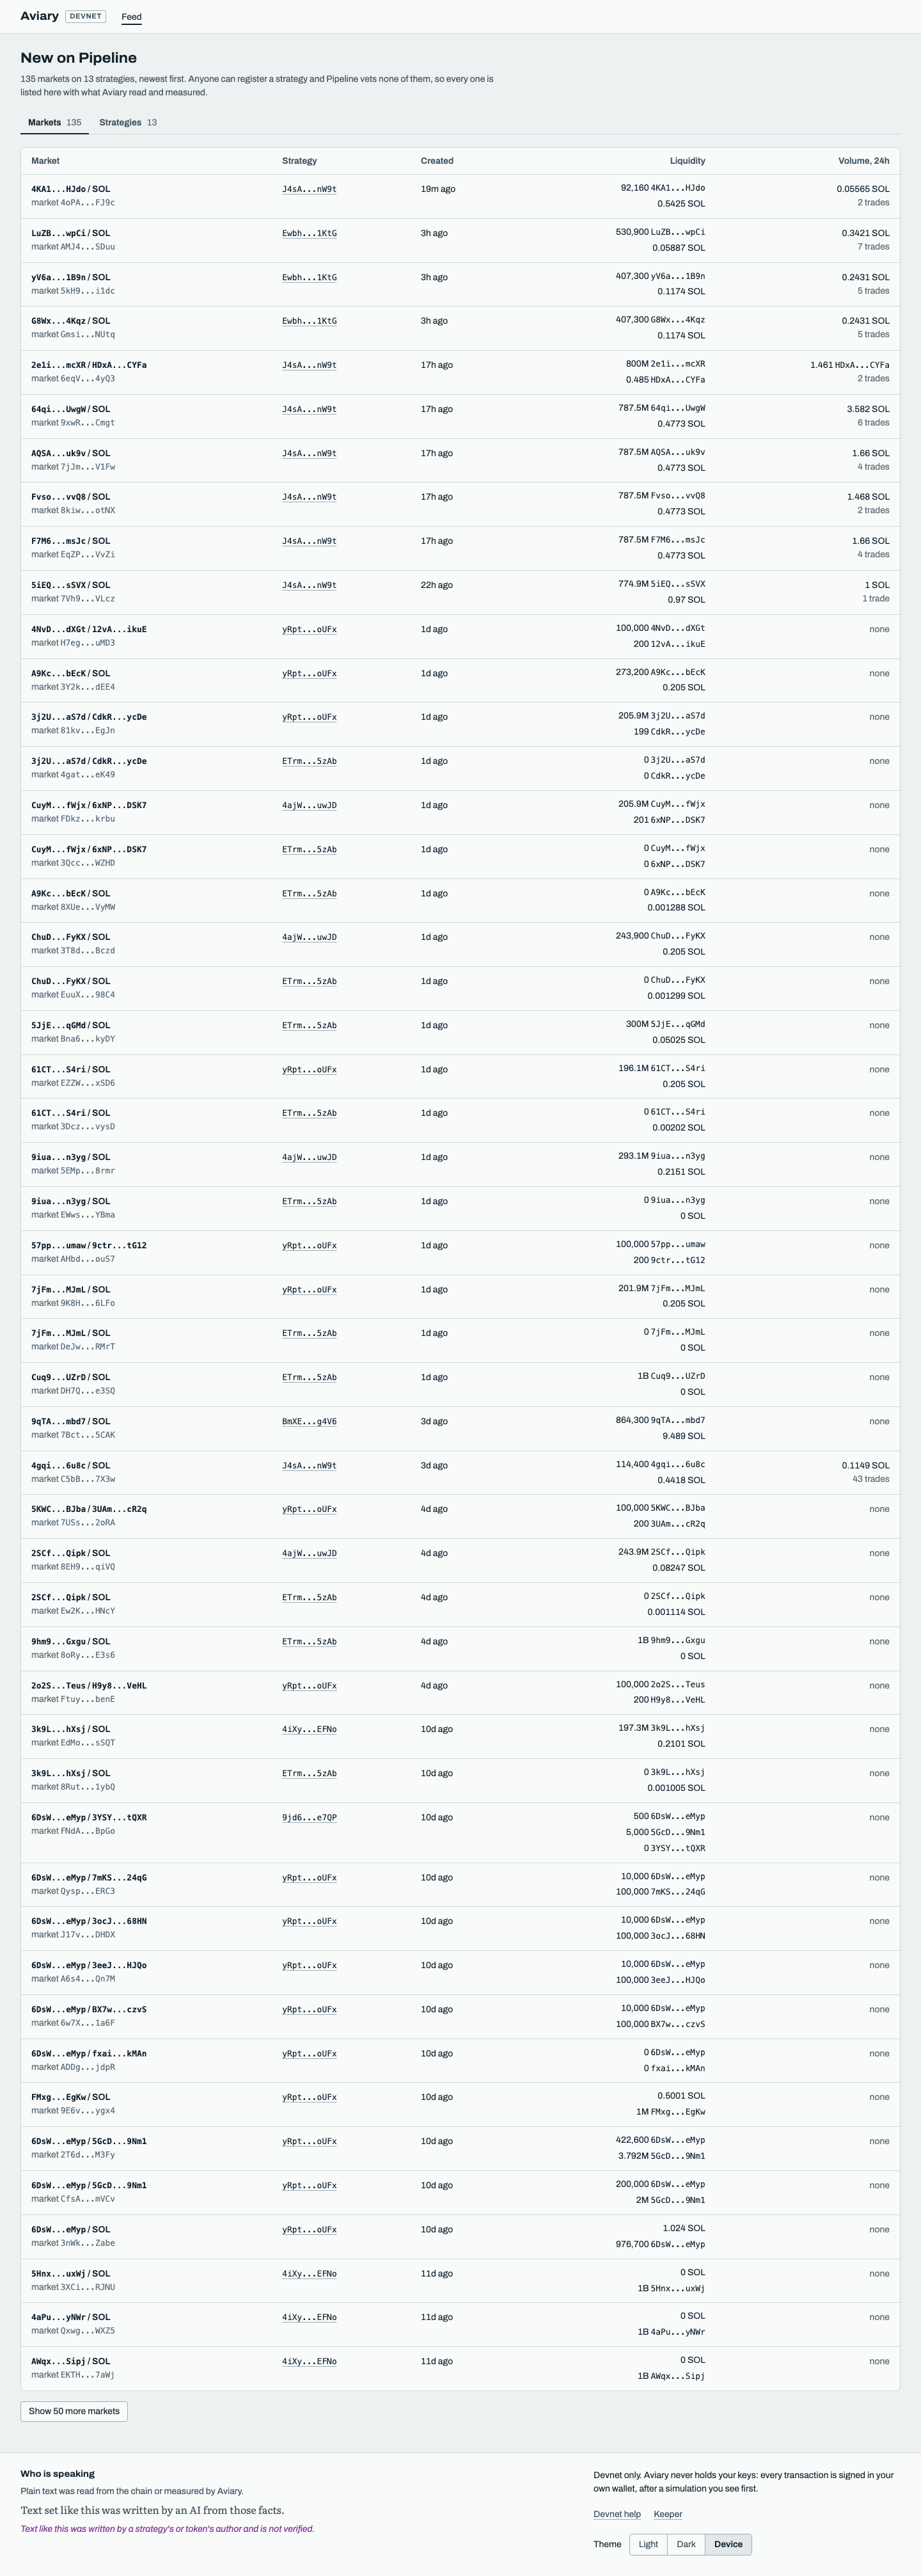 Aviary DEVNET Feed
New on Pipeline
135 markets on 13 strategies, newest first. Anyone can register a strategy and Pipeline vets none of them, so every one is
listed here with what Aviary read and measured.
Markets 135 Strategies 13
Market Strategy Created Liquidity Volume, 24h
4KA1...HJdo / SOL J4sA...nW9t 19m ago 92,160 4KA1...HJdo 0.05565 SOL
market 4oPA...FJ9c 0.5425 SOL 2 trades
LuZB...wpCi / SOL Ewbh...1KtG 3h ago 530,900 LuZB...wpCi 0.3421 SOL
market AMJ4...SDuu 0.05887 SOL 7 trades
yV6a...1B9n / SOL Ewbh...1KtG 3h ago 407,300 yV6a...1B9n 0.2431 SOL
market 5kH9...i1dc 0.1174 SOL 5 trades
G8Wx...4Kqz / SOL Ewbh...1KtG 3h ago 407,300 G8Wx...4Kqz 0.2431 SOL
market Gmsi...NUtq 0.1174 SOL 5 trades
2e1i...mcXR / HDxA...CYFa J4sA...nW9t 17h ago 800M 2e1i...mcXR 1.461 HDxA...CYFa
market 6eqV...4yQ3 0.485 HDxA...CYFa 2 trades
64qi...UwgW / SOL J4sA...nW9t 17h ago 787.5M 64qi...UwgW 3.582 SOL
market 9xwR...Cmgt 0.4773 SOL 6 trades
AQSA...uk9v / SOL J4sA...nW9t 17h ago 787.5M AQSA...uk9v 1.66 SOL
market 7jJm...V1Fw 0.4773 SOL 4 trades
Fvso...vvQ8 / SOL J4sA...nW9t 17h ago 787.5M Fvso...vvQ8 1.468 SOL
market 8kiw...otNX 0.4773 SOL 2 trades
F7M6...msJc / SOL J4sA...nW9t 17h ago 787.5M F7M6...msJc 1.66 SOL
market EqZP...VvZi 0.4773 SOL 4 trades
5iEQ...sSVX / SOL J4sA...nW9t 22h ago 774.9M 5iEQ...sSVX 1 SOL
market 7Vh9...VLcz 0.97 SOL 1 trade
4NvD...dXGt / 12vA...ikuE yRpt...oUFx 1d ago 100,000 4NvD...dXGt none
market H7eg...uMD3 200 12vA...ikuE
A9Kc...bEcK / SOL yRpt...oUFx 1d ago 273,200 A9Kc...bEcK none
market 3Y2k...dEE4 0.205 SOL
3j2U...aS7d / CdkR...ycDe yRpt...oUFx 1d ago 205.9M 3j2U...aS7d none
market 81kv...EgJn 199 CdkR...ycDe
3j2U...aS7d / CdkR...ycDe ETrm...5zAb 1d ago 0 3j2U...aS7d none
market 4gat...eK49 0 CdkR...ycDe
CuyM...fWjx / 6xNP...DSK7 4ajW...uwJD 1d ago 205.9M CuyM...fWjx none
market FDkz...krbu 201 6xNP...DSK7
CuyM...fWjx / 6xNP...DSK7 ETrm...5zAb 1d ago 0 CuyM...fWjx none
market 3Qcc...WZHD 0 6xNP...DSK7
A9Kc...bEcK / SOL ETrm...5zAb 1d ago 0 A9Kc...bEcK none
market 8XUe...VyMW 0.001288 SOL
ChuD...FyKX / SOL 4ajW...uwJD 1d ago 243,900 ChuD...FyKX none
market 3T8d...Bczd 0.205 SOL
ChuD...FyKX / SOL ETrm...5zAb 1d ago 0 ChuD...FyKX none
market EuuX...98C4 0.001299 SOL
5JjE...qGMd / SOL ETrm...5zAb 1d ago 300M 5JjE...qGMd none
market Bna6...kyDY 0.05025 SOL
61CT...S4ri / SOL yRpt...oUFx 1d ago 196.1M 61CT...S4ri none
market EZZW...xSD6 0.205 SOL
61CT...S4ri / SOL ETrm...5zAb 1d ago 0 61CT...S4ri none
market 3Dcz...vysD 0.00202 SOL
9iua...n3yg / SOL 4ajW...uwJD 1d ago 293.1M 9iua...n3yg none
market 5EMp...8rmr 0.2151 SOL
9iua...n3yg / SOL ETrm...5zAb 1d ago 0 9iua...n3yg none
market EWws...YBma 0 SOL
57pp...umaw / 9ctr...tG12 yRpt...oUFx 1d ago 100,000 57pp...umaw none
market AHbd...ouS7 200 9ctr...tG12
7jFm...MJmL / SOL yRpt...oUFx 1d ago 201.9M 7jFm...MJmL none
market 9K8H...6LFo 0.205 SOL
7jFm...MJmL / SOL ETrm...5zAb 1d ago 0 7jFm...MJmL none
market DeJw...RMrT 0 SOL
Cuq9...UZrD / SOL ETrm...5zAb 1d ago 1B Cuq9...UZrD none
market DH7Q...e3SQ 0 SOL
9qTA...mbd7 / SOL BmXE...g4V6 3d ago 864,300 9qTA...mbd7 none
market 7Bct...5CAK 9.489 SOL
4gqi...6u8c / SOL J4sA...nW9t 3d ago 114,400 4gqi...6u8c 0.1149 SOL
market C5bB...7X3w 0.4418 SOL 43 trades
5KWC...BJba / 3UAm...cR2q yRpt...oUFx 4d ago 100,000 5KWC...BJba none
market 7USs...2oRA 200 3UAm...cR2q
2SCf...Qipk / SOL 4ajW...uwJD 4d ago 243.9M 2SCf...Qipk none
market 8EH9...qiVQ 0.08247 SOL
2SCf...Qipk / SOL ETrm...5zAb 4d ago 0 2SCf...Qipk none
market Ew2K...HNcY 0.001114 SOL
9hm9...Gxgu / SOL ETrm...5zAb 4d ago 1B 9hm9...Gxgu none
market 8oRy...E3s6 0 SOL
2o2S...Teus / H9y8...VeHL yRpt...oUFx 4d ago 100,000 2o2S...Teus none
market Ftuy...benE 200 H9y8...VeHL
3k9L...hXsj / SOL 4iXy...EFNo 10d ago 197.3M 3k9L...hXsj none
market EdMo...sSQT 0.2101 SOL
3k9L...hXsj / SOL ETrm...5zAb 10d ago 0 3k9L...hXsj none
market 8Rut...1ybQ 0.001005 SOL
6DsW...eMyp / 3YSY...tQXR 9jd6...e7QP 10d ago 500 6DsW...eMyp none
market FNdA...BpGo 5,000 5GcD...9Nm1
0 3YSY...tQXR
6DsW...eMyp / 7mKS...24qG yRpt...oUFx 10d ago 10,000 6DsW...eMyp none
market Qysp...ERC3 100,000 7mKS...24qG
6DsW...eMyp / 3ocJ...68HN yRpt...oUFx 10d ago 10,000 6DsW...eMyp none
market J17v...DHDX 100,000 3ocJ...68HN
6DsW...eMyp / 3eeJ...HJQo yRpt...oUFx 10d ago 10,000 6DsW...eMyp none
market A6s4...Qn7M 100,000 3eeJ...HJQo
6DsW...eMyp / BX7w...czvS yRpt...oUFx 10d ago 10,000 6DsW...eMyp none
market 6w7X...1a6F 100,000 BX7w...czvS
6DsW...eMyp / fxai...kMAn yRpt...oUFx 10d ago 0 6DsW...eMyp none
market ADDg...jdpR 0 fxai...kMAn
FMxg...EgKw / SOL yRpt...oUFx 10d ago 0.5001 SOL none
market 9E6v...ygx4 1M FMxg...EgKw
6DsW...eMyp / 5GcD...9Nm1 yRpt...oUFx 10d ago 422,600 6DsW...eMyp none
market 2T6d...M3Fy 3.792M 5GcD...9Nm1
6DsW...eMyp / 5GcD...9Nm1 yRpt...oUFx 10d ago 200,000 6DsW...eMyp none
market CfsA...mVCv 2M 5GcD...9Nm1
6DsW...eMyp / SOL yRpt...oUFx 10d ago 1.024 SOL none
market 3nWk...Zabe 976,700 6DsW...eMyp
5Hnx...uxWj / SOL 4iXy...EFNo 11d ago 0 SOL none
market 3XCi...RJNU 1B 5Hnx...uxWj
4aPu...yNWr / SOL 4iXy...EFNo 11d ago 0 SOL none
market Qxwg...WXZ5 1B 4aPu...yNWr
AWqx...Sipj / SOL 4iXy...EFNo 11d ago 0 SOL none
market EKTH...7aWj 1B AWqx...Sipj
Show 50 more markets
Who is speaking
Plain text was read from the chain or measured by Aviary.
Text set like this was written by an AI from those facts.
Text like this was written by a strategy's or token's author and is not verified.
Devnet only. Aviary never holds your keys: every transaction is signed in your
own wallet, after a simulation you see first.
Devnet help Keeper
Theme Light Dark Device